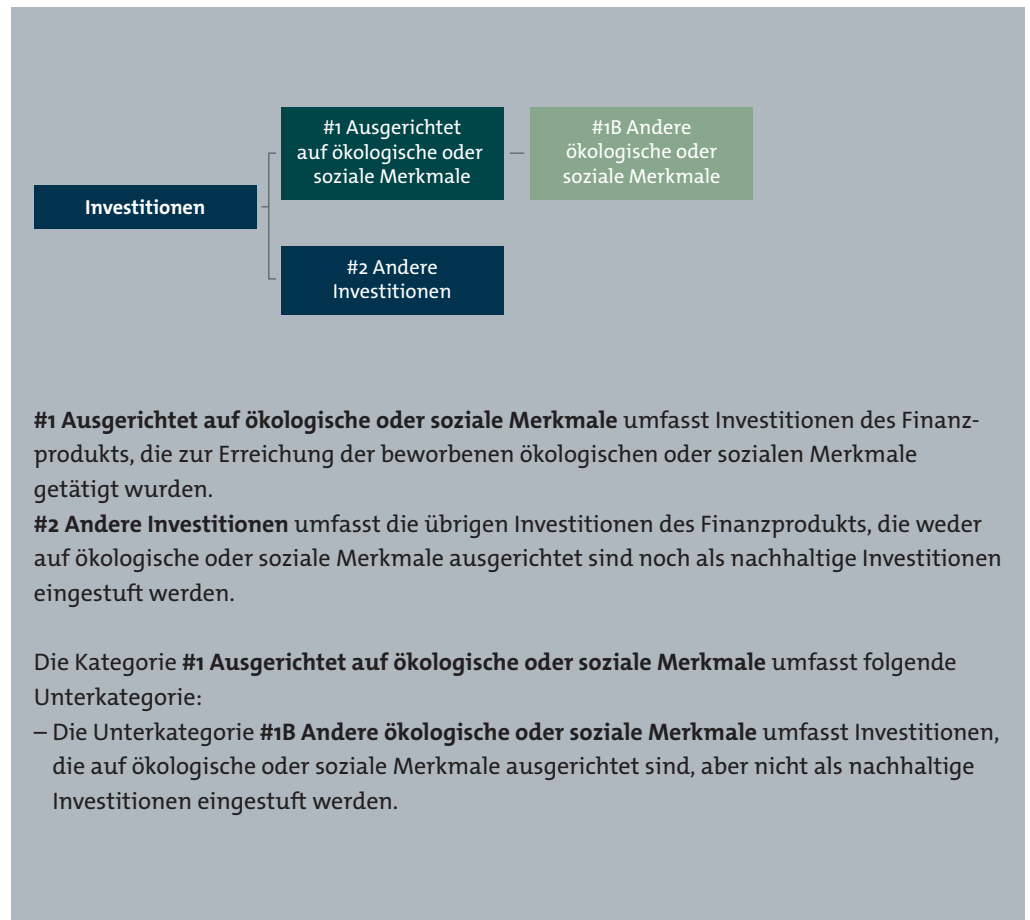 #1 Ausgerichtet
auf ökologische oder
soziale Merkmale
#1B Andere
ökologische oder
soziale Merkmale
Investitionen
#2 Andere
Investitionen
#1 Ausgerichtet auf ökologische oder soziale Merkmale umfasst Investitionen des Finanz-
produkts, die zur Erreichung der beworbenen ökologischen oder sozialen Merkmale
getätigt wurden.
#2 Andere Investitionen umfasst die übrigen Investitionen des Finanzprodukts, die weder
auf ökologische oder soziale Merkmale ausgerichtet sind noch als nachhaltige Investitionen
eingestuft werden.
Die Kategorie #1 Ausgerichtet auf ökologische oder soziale Merkmale umfasst folgende
Unterkategorie:
– Die Unterkategorie #1B Andere ökologische oder soziale Merkmale umfasst Investitionen,
die auf ökologische oder soziale Merkmale ausgerichtet sind, aber nicht als nachhaltige
Investitionen eingestuft werden.